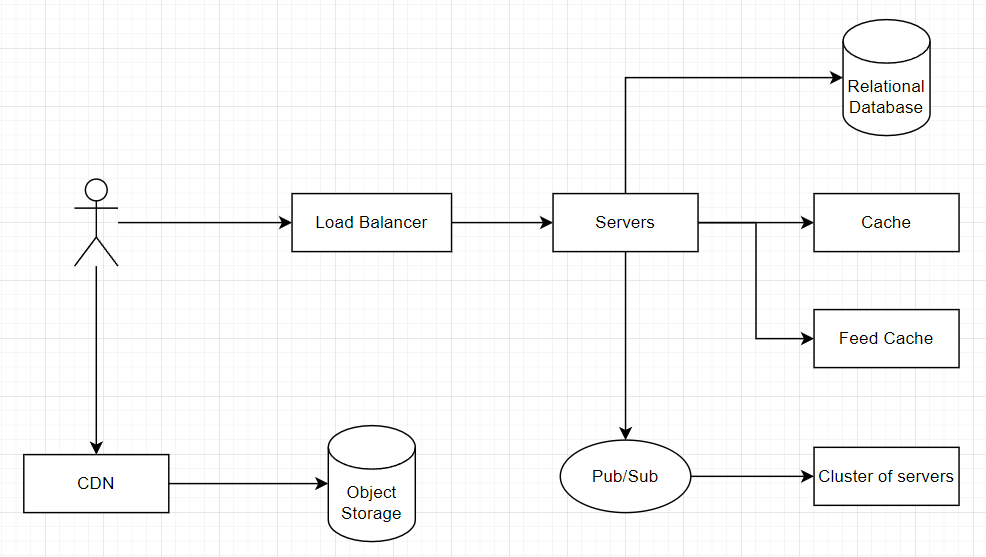 Relational
Database
Load Balancer
Servers
Cache
Feed Cache
CDN
Object
Storage
Pub/Sub
Cluster of servers